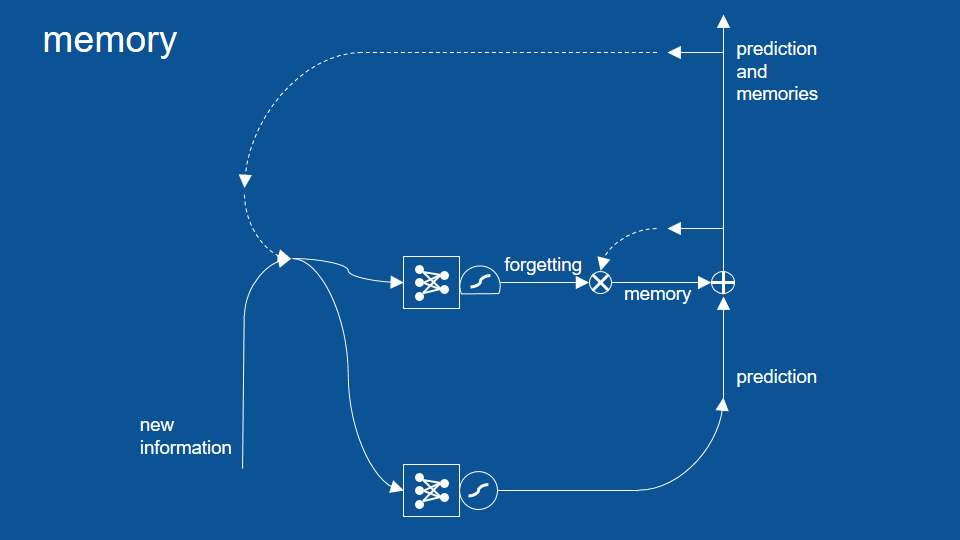 memory
prediction
and
memories
forgetting
memory
prediction
new
information